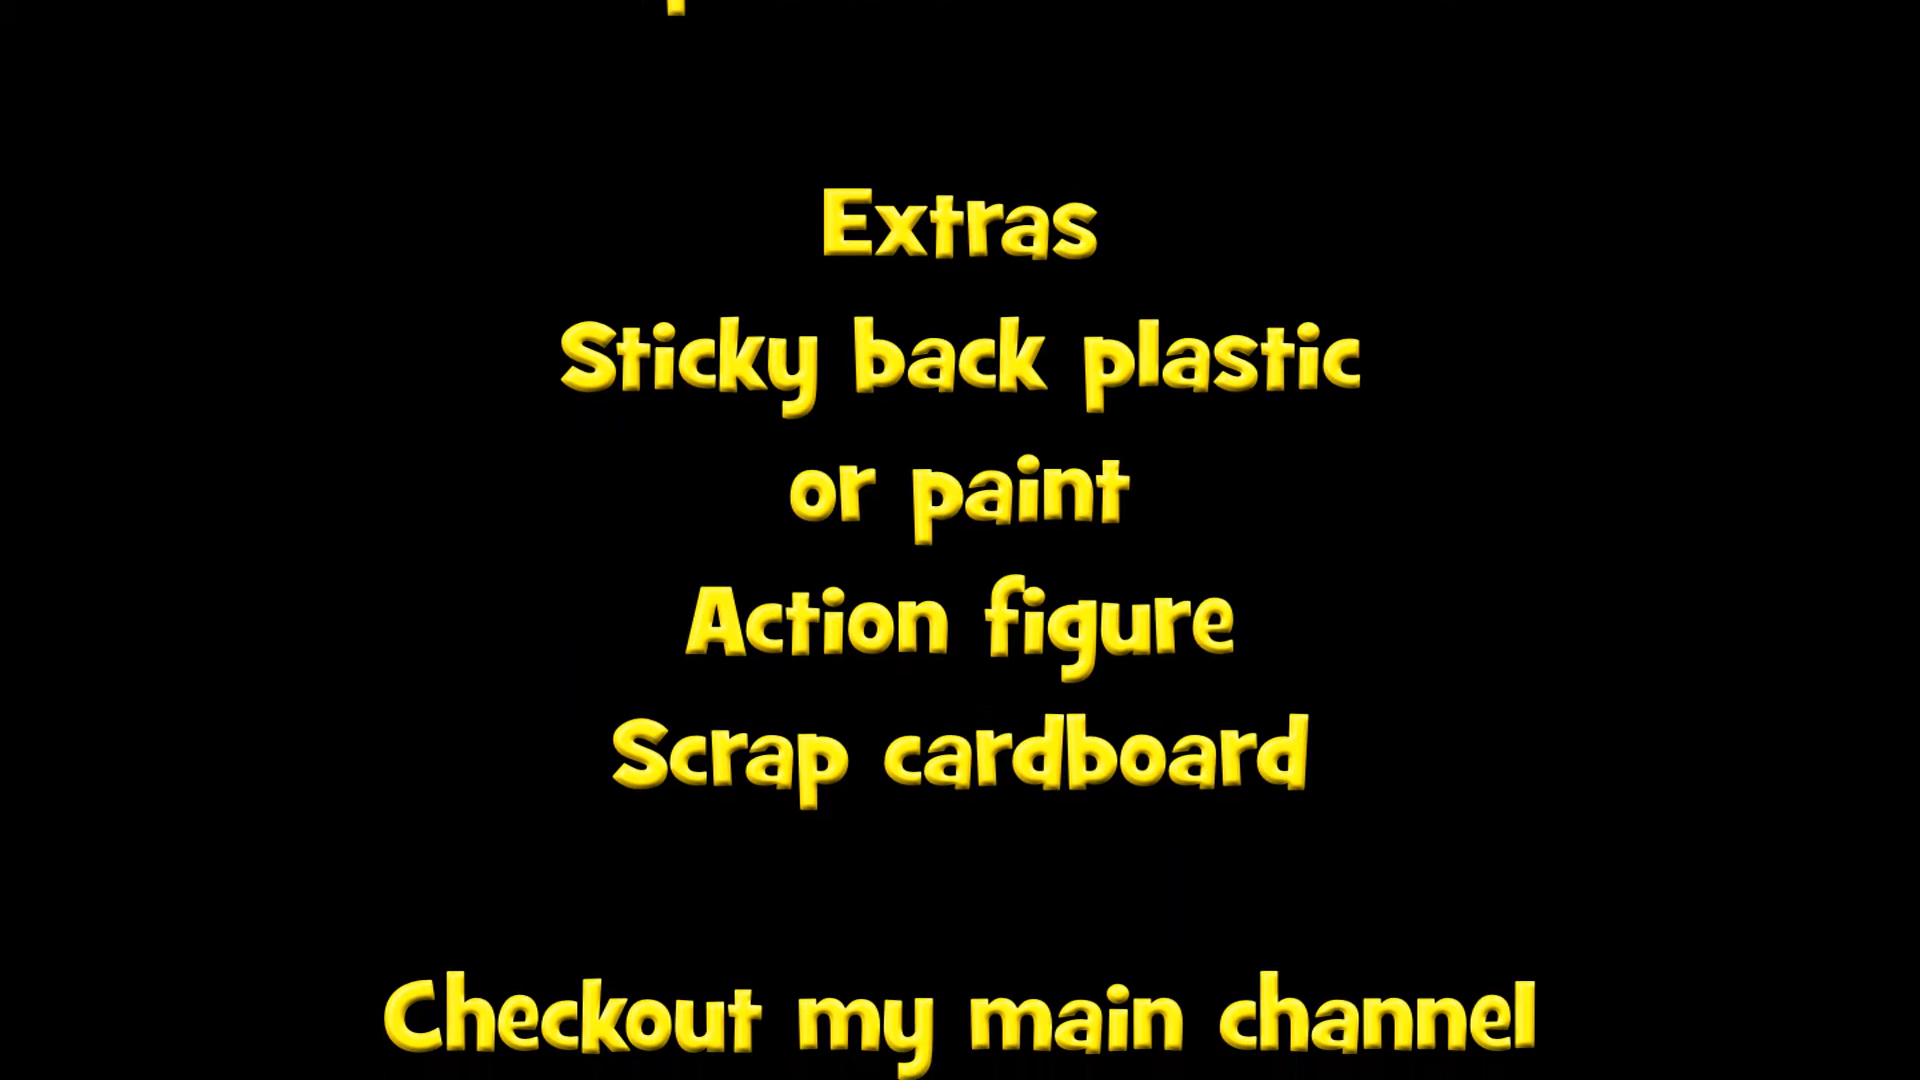 Extras
Sticky back plastic
or paint
Action figure
Scrap cardboard
Checkout my main channel